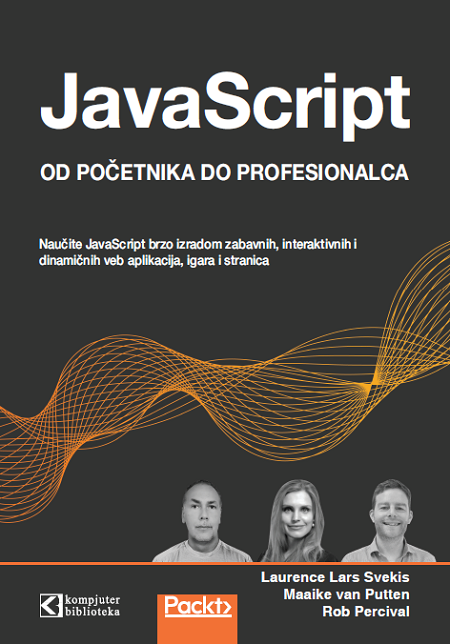 JavaScript
OD POČETNIKA DO PROFESIONALCA
Naučite JavaScript brzo izradom zabavnih, interaktivnih i
dinamičnih veb aplikacija, igara i stranica
Laurence Lars Svekis
Maaike van Putten
Rob Percival
kompjuter
biblioteka
Packt>